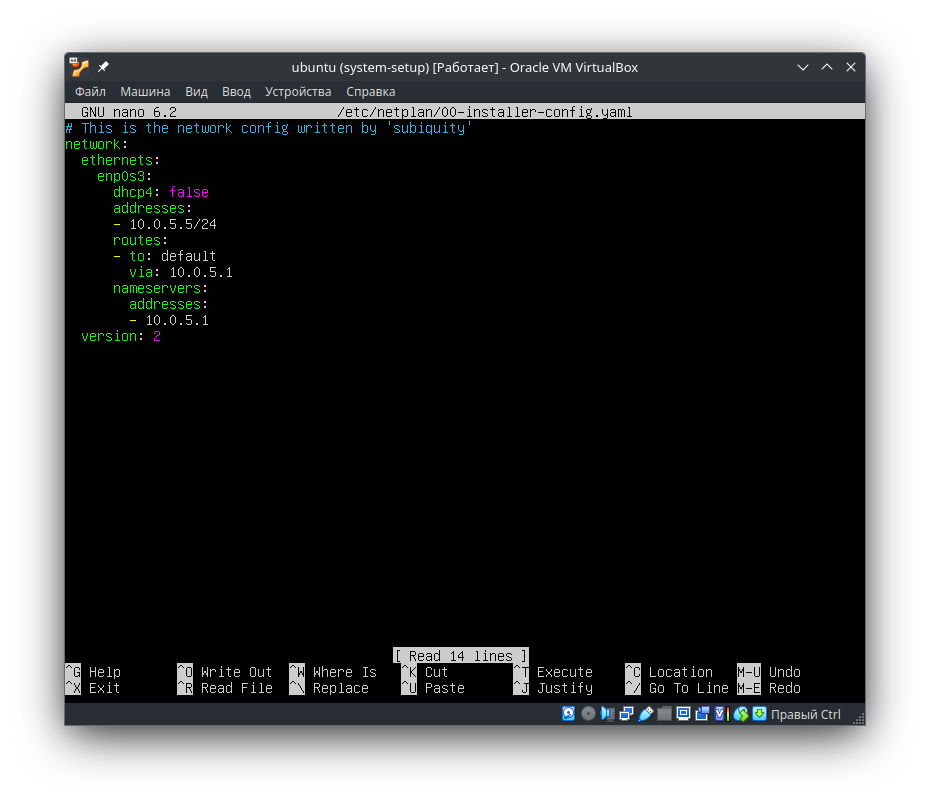 ubuntu (system-setup) [Работает] - Oracle VM VirtualBox
Файл Машина Вид Ввод Устройства Справка
GNU nano 6.2 /etc/netplan/00-installer-config.yaml
# This is the network config written by 'subiquity'
network:
  ethernets:
    enp0s3:
      dhcp4: false
      addresses:
      - 10.0.5.5/24
      routes:
      - to: default
        via: 10.0.5.1
      nameservers:
        addresses:
        - 10.0.5.1
  version: 2
[ Read 14 lines ]
^G Help ^O Write Out ^W Where Is ^K Cut ^T Execute ^C Location M-U Undo
^X Exit ^R Read File ^\ Replace ^U Paste ^J Justify ^/ Go To Line M-E Redo
Правый Ctrl